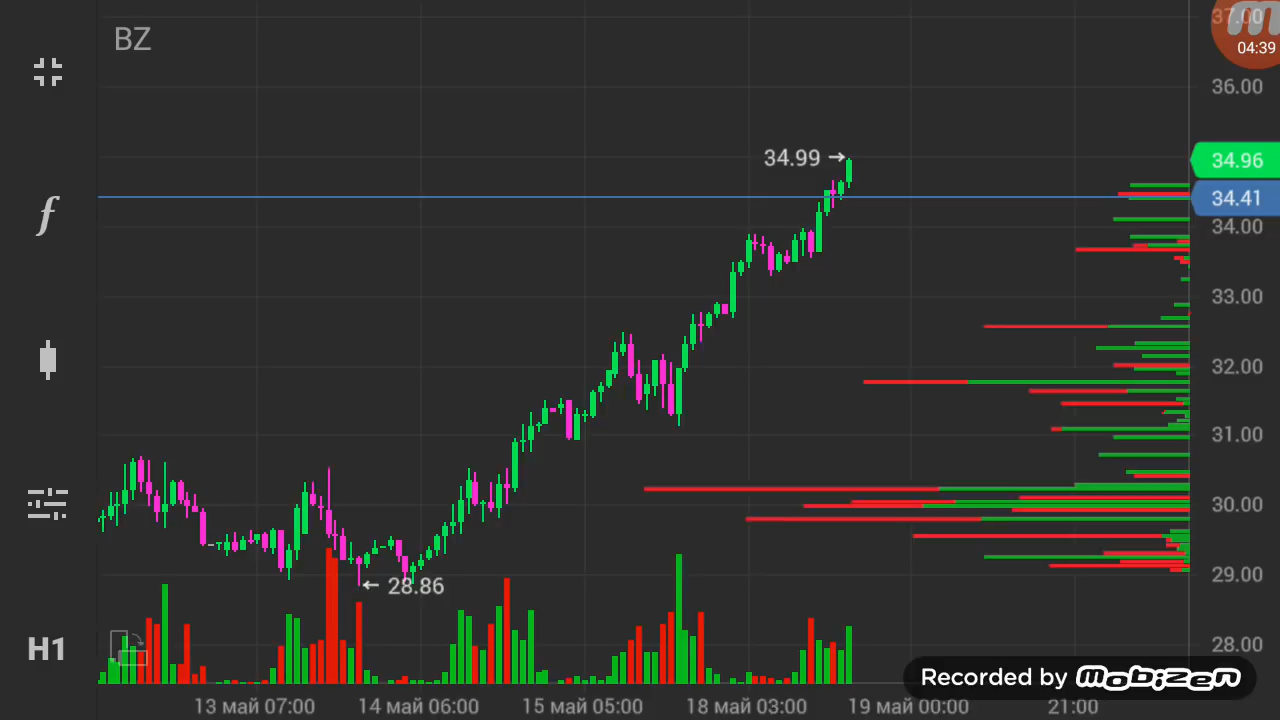 BZ
37.00
04:39
36.00
34.99
34.96
34.41
34.00
33.00
32.00
31.00
30.00
29.00
28.86
28.00
H1
Recorded by mobizen
13 май 07:00
14 май 06:00
15 май 05:00
18 май 03:00
19 май 00:00
21:00